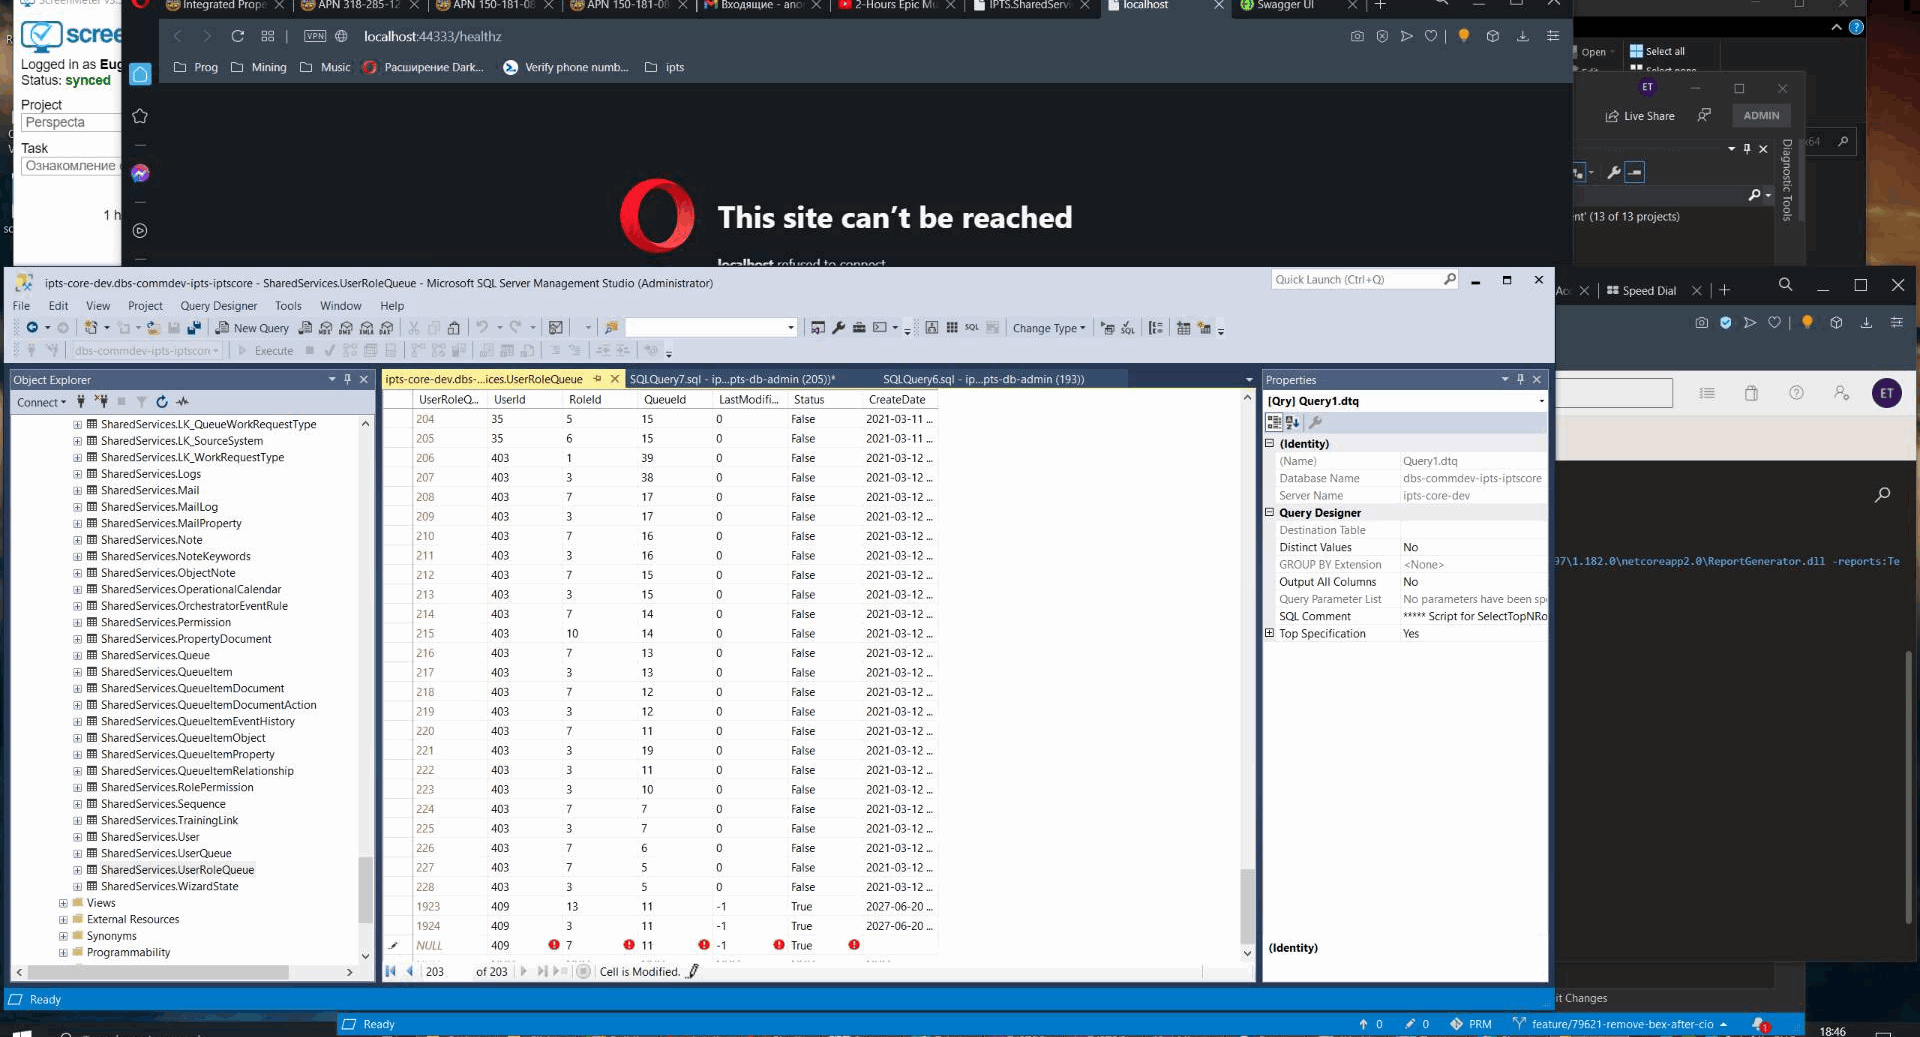 Logged in as Eug
Status: synced
Project
Perspecta
Task
Ознакомление
1 h
Integrated Prope
APN 318-285-12
APN 150-181-08
APN 150-181-08
Входящие - anor
2-Hours Epic Mu
IPTS.SharedServi
localhost
Swagger UI
VPN
localhost:44333/healthz
Prog
Mining
Music
Расширение Dark...
Verify phone numb...
ipts
This site can't be reached
localhost refused to connect
Open
Select all
Select none
ET
Live Share
ADMIN
x64
Diagnostic Tools
ent' (13 of 13 projects)
Speed Dial
ET
97\1.182.0\netcoreapp2.0\ReportGenerator.dll -reports:Te
ipts-core-dev.dbs-commdev-ipts-iptscore - SharedServices.UserRoleQueue - Microsoft SQL Server Management Studio (Administrator)
Quick Launch (Ctrl+Q)
File Edit View Project Query Designer Tools Window Help
New Query
Change Type
dbs-commdev-ipts-iptscor
Execute
Object Explorer
Connect
SharedServices.LK_QueueWorkRequestType
SharedServices.LK_SourceSystem
SharedServices.LK_WorkRequestType
SharedServices.Logs
SharedServices.Mail
SharedServices.MailLog
SharedServices.MailProperty
SharedServices.Note
SharedServices.NoteKeywords
SharedServices.ObjectNote
SharedServices.OperationalCalendar
SharedServices.OrchestratorEventRule
SharedServices.Permission
SharedServices.PropertyDocument
SharedServices.Queue
SharedServices.QueueItem
SharedServices.QueueItemDocument
SharedServices.QueueItemDocumentAction
SharedServices.QueueItemEventHistory
SharedServices.QueueItemObject
SharedServices.QueueItemProperty
SharedServices.QueueItemRelationship
SharedServices.RolePermission
SharedServices.Sequence
SharedServices.TrainingLink
SharedServices.User
SharedServices.UserQueue
SharedServices.UserRoleQueue
SharedServices.WizardState
Views
External Resources
Synonyms
Programmability
ipts-core-dev.dbs-...ices.UserRoleQueue
SQLQuery7.sql - ip...pts-db-admin (205))*
SQLQuery6.sql - ip...pts-db-admin (193))
UserRoleQ... UserId RoleId QueueId LastModifi... Status CreateDate
204 35 5 15 0 False 2021-03-11 ...
205 35 6 15 0 False 2021-03-11 ...
206 403 1 39 0 False 2021-03-12 ...
207 403 3 38 0 False 2021-03-12 ...
208 403 7 17 0 False 2021-03-12 ...
209 403 3 17 0 False 2021-03-12 ...
210 403 7 16 0 False 2021-03-12 ...
211 403 3 16 0 False 2021-03-12 ...
212 403 7 15 0 False 2021-03-12 ...
213 403 3 15 0 False 2021-03-12 ...
214 403 7 14 0 False 2021-03-12 ...
215 403 10 14 0 False 2021-03-12 ...
216 403 7 13 0 False 2021-03-12 ...
217 403 3 13 0 False 2021-03-12 ...
218 403 7 12 0 False 2021-03-12 ...
219 403 3 12 0 False 2021-03-12 ...
220 403 7 11 0 False 2021-03-12 ...
221 403 3 19 0 False 2021-03-12 ...
222 403 3 11 0 False 2021-03-12 ...
223 403 3 10 0 False 2021-03-12 ...
224 403 7 7 0 False 2021-03-12 ...
225 403 3 7 0 False 2021-03-12 ...
226 403 7 6 0 False 2021-03-12 ...
227 403 7 5 0 False 2021-03-12 ...
228 403 3 5 0 False 2021-03-12 ...
1923 409 13 11 -1 True 2027-06-20 ...
1924 409 3 11 -1 True 2027-06-20 ...
NULL 409 7 11 -1 True
203 of 203 Cell is Modified.
Properties
[Qry] Query1.dtq
(Identity)
(Name) Query1.dtq
Database Name dbs-commdev-ipts-iptscore
Server Name ipts-core-dev
Query Designer
Destination Table
Distinct Values No
GROUP BY Extension <None>
Output All Columns No
Query Parameter List No parameters have been spe
SQL Comment ***** Script for SelectTopNRo
Top Specification Yes
(Identity)
Ready
it Changes
Ready
0
0
PRM
feature/79621-remove-bex-after-cio
1
18:46